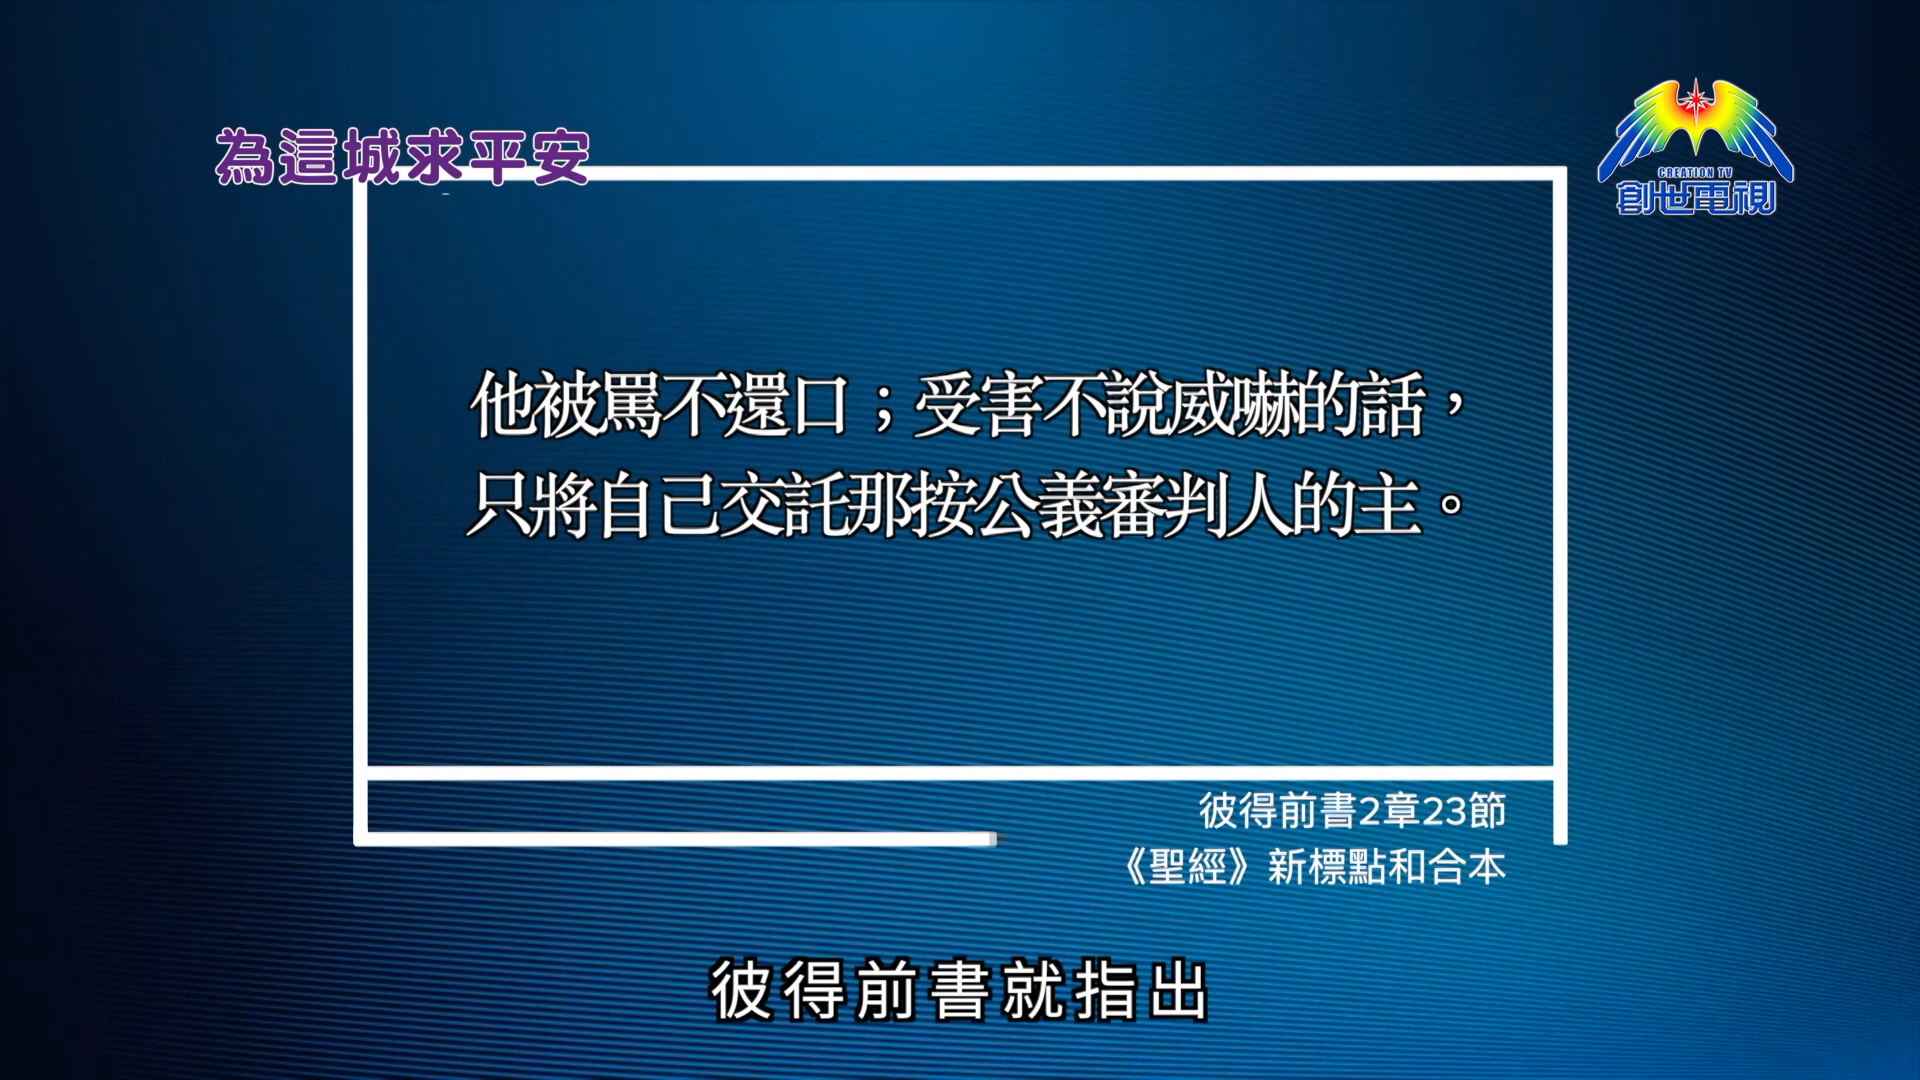 為這城求平安
CREATION TV
創世電視
他被罵不還口；受害不說威嚇的話，
只將自己交託那按公義審判人的主。
彼得前書2章23節
《聖經》新標點和合本
彼得前書就指出